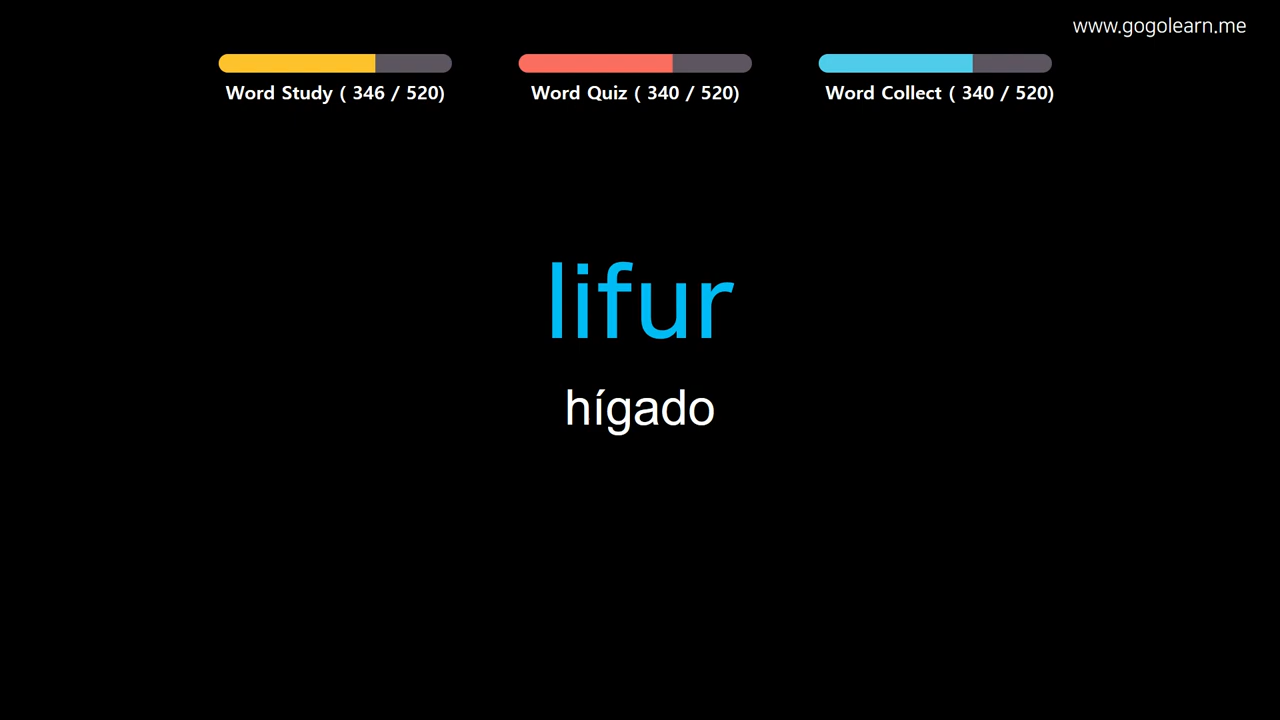 www.gogolearn.me
Word Study ( 346 / 520)
Word Quiz ( 340 / 520)
Word Collect ( 340 / 520)
lifur
hígado